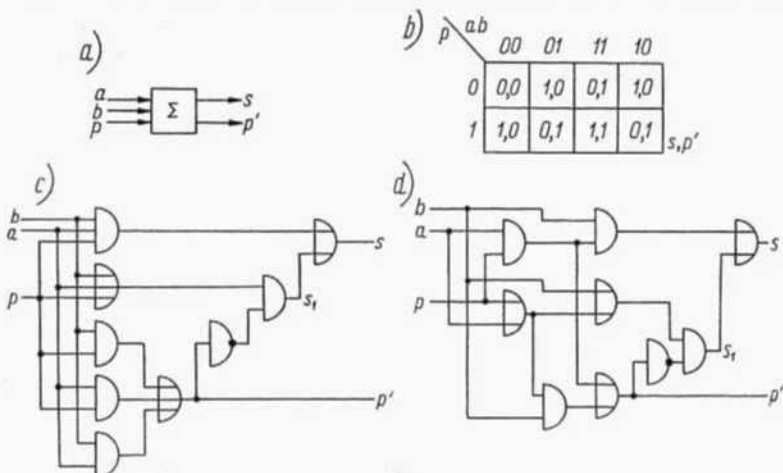 a)
a
b
p
Σ
s
p'
b)
p ab
00 01 11 10
0 0,0 1,0 0,1 1,0
1 1,0 0,1 1,1 0,1
s,p'
c)
b
a
p
s
s₁
p'
d)
b
a
p
s
s₁
p'